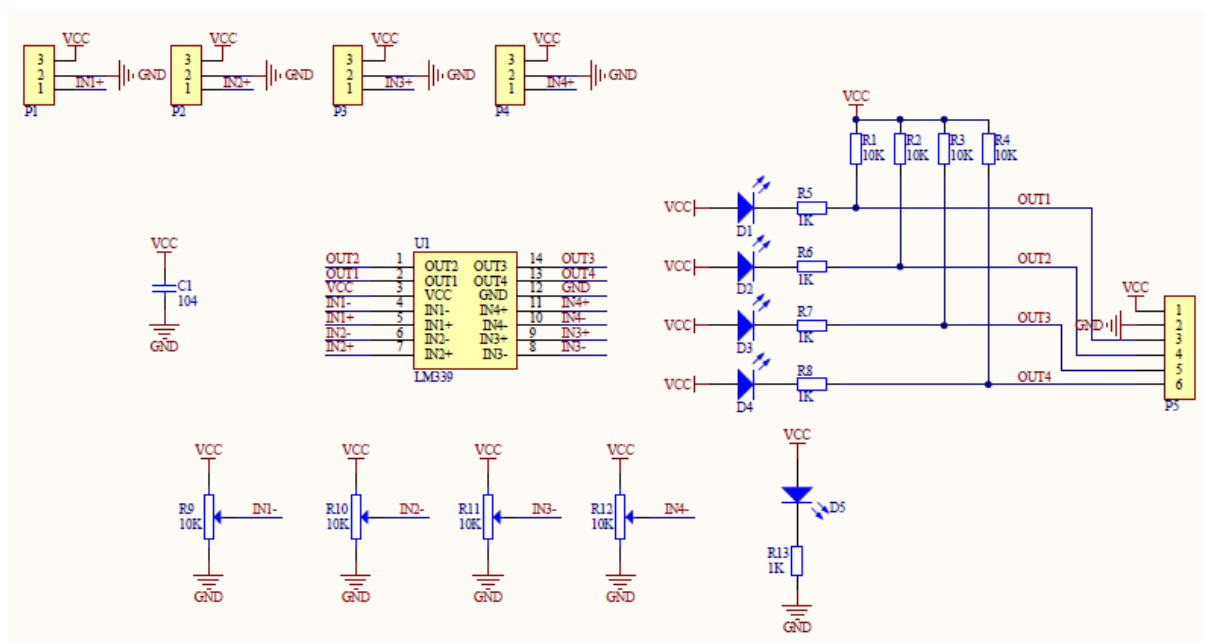 VCC VCC VCC VCC
3 3 3 3
2 GND 2 GND 2 GND 2 GND
1 IN1+ 1 IN2+ 1 IN3+ 1 IN4+
P1 P2 P3 P4
VCC
R1 R2 R3 R4
10K 10K 10K 10K
VCC R5 OUT1
D1 1K
VCC R6 OUT2
D2 1K
VCC R7 OUT3
D3 1K
VCC R8 OUT4
D4 1K
VCC
1
GND 2
3
4
5
6
P5
VCC
C1
104
GND
U1
OUT2 1 OUT2 OUT3 14 OUT3
OUT1 2 OUT1 OUT4 13 OUT4
VCC 3 VCC GND 12 GND
IN1- 4 IN1- IN4+ 11 IN4+
IN1+ 5 IN1+ IN4- 10 IN4-
IN2- 6 IN2- IN3+ 9 IN3+
IN2+ 7 IN2+ IN3- 8 IN3-
LM339
VCC VCC VCC VCC
R9 IN1- R10 IN2- R11 IN3- R12 IN4-
10K 10K 10K 10K
GND GND GND GND
VCC
D5
R13
1K
GND